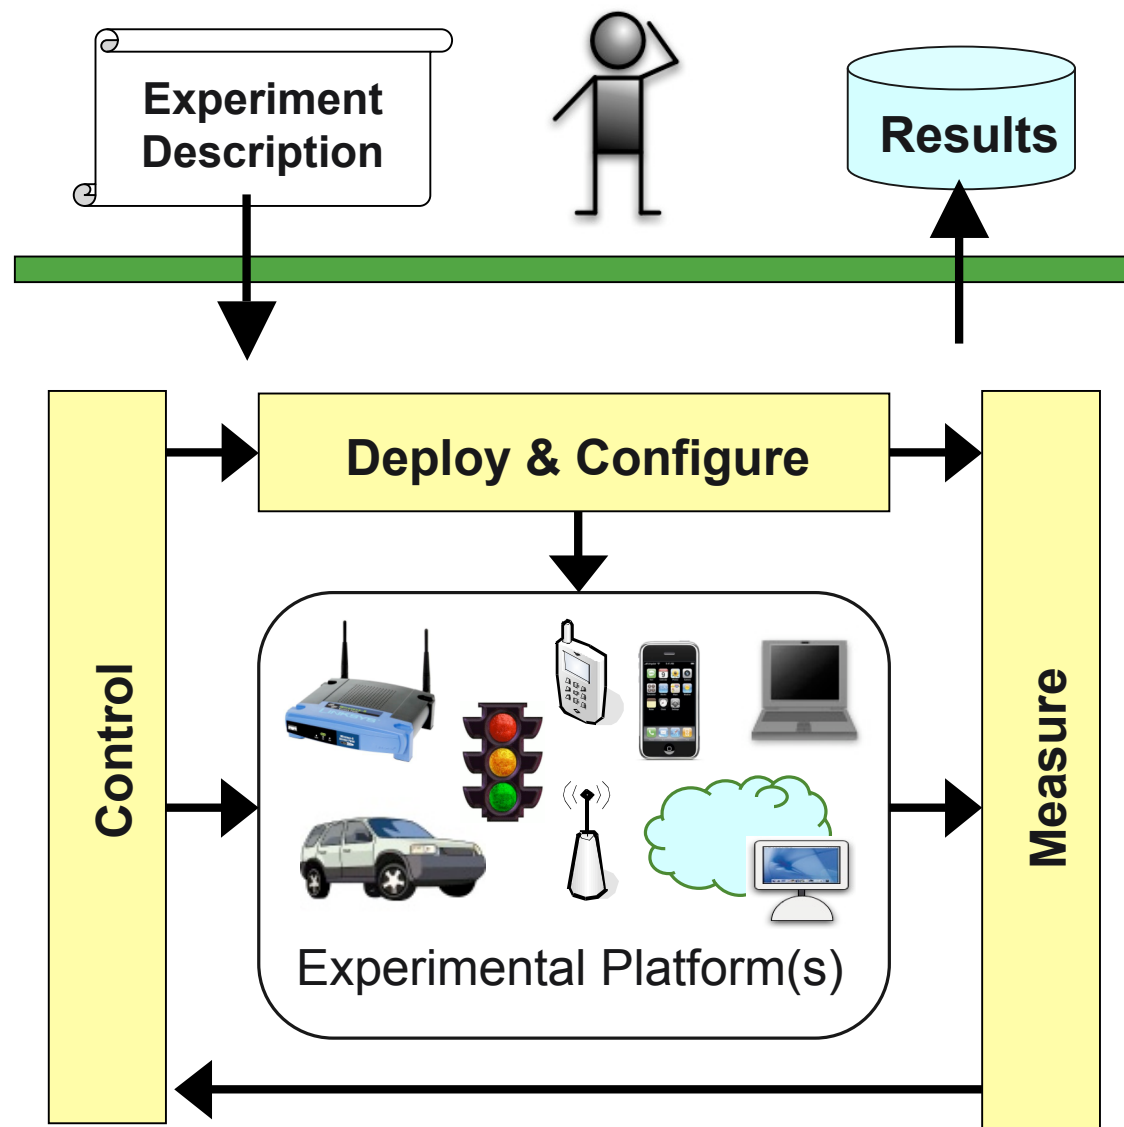 Experiment
Description
Results
Deploy & Configure
Control
Measure
Experimental Platform(s)